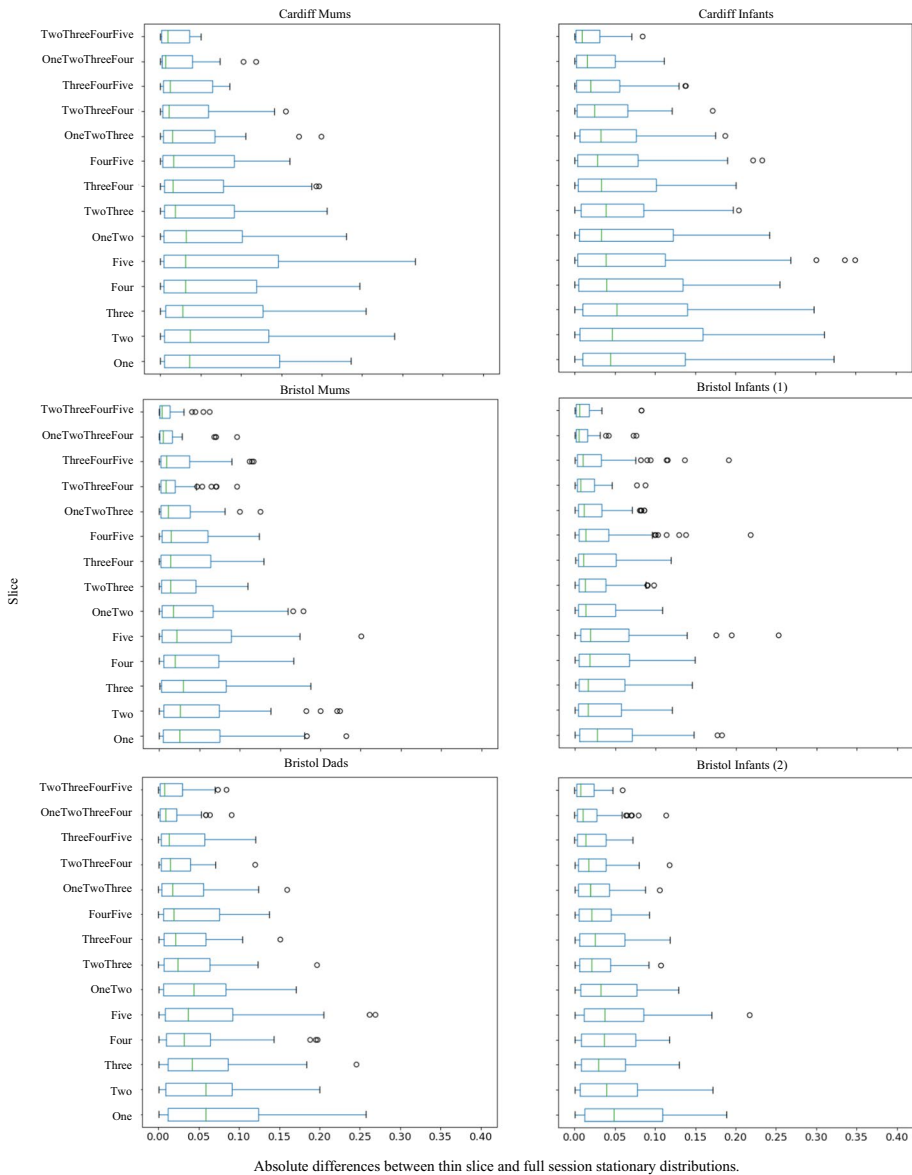 Cardiff Mums
Cardiff Infants
TwoThreeFourFive
OneTwoThreeFour
ThreeFourFive
TwoThreeFour
OneTwoThree
FourFive
ThreeFour
TwoThree
OneTwo
Five
Four
Three
Two
One
Bristol Mums
Bristol Infants (1)
TwoThreeFourFive
OneTwoThreeFour
ThreeFourFive
TwoThreeFour
OneTwoThree
FourFive
ThreeFour
TwoThree
OneTwo
Five
Four
Three
Two
One
Slice
Bristol Dads
Bristol Infants (2)
TwoThreeFourFive
OneTwoThreeFour
ThreeFourFive
TwoThreeFour
OneTwoThree
FourFive
ThreeFour
TwoThree
OneTwo
Five
Four
Three
Two
One
0.00 0.05 0.10 0.15 0.20 0.25 0.30 0.35 0.40
0.00 0.05 0.10 0.15 0.20 0.25 0.30 0.35 0.40
Absolute differences between thin slice and full session stationary distributions.